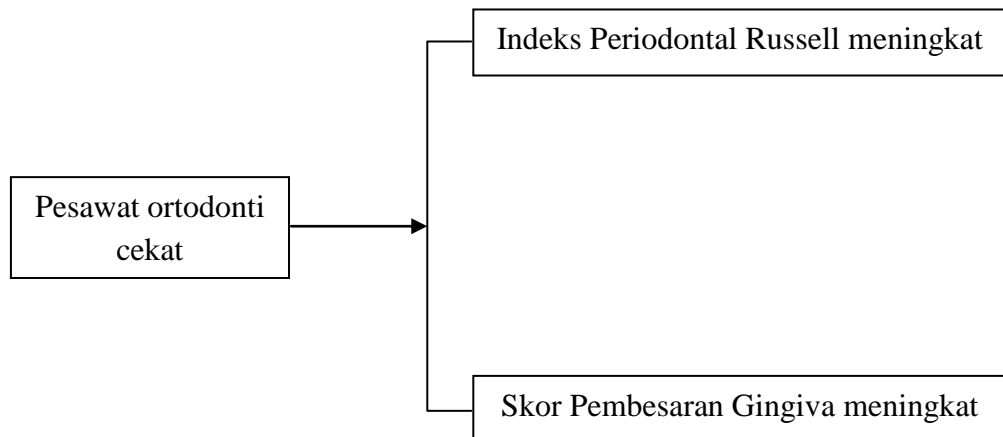 Indeks Periodontal Russell meningkat
Pesawat ortodonti
cekat
Skor Pembesaran Gingiva meningkat